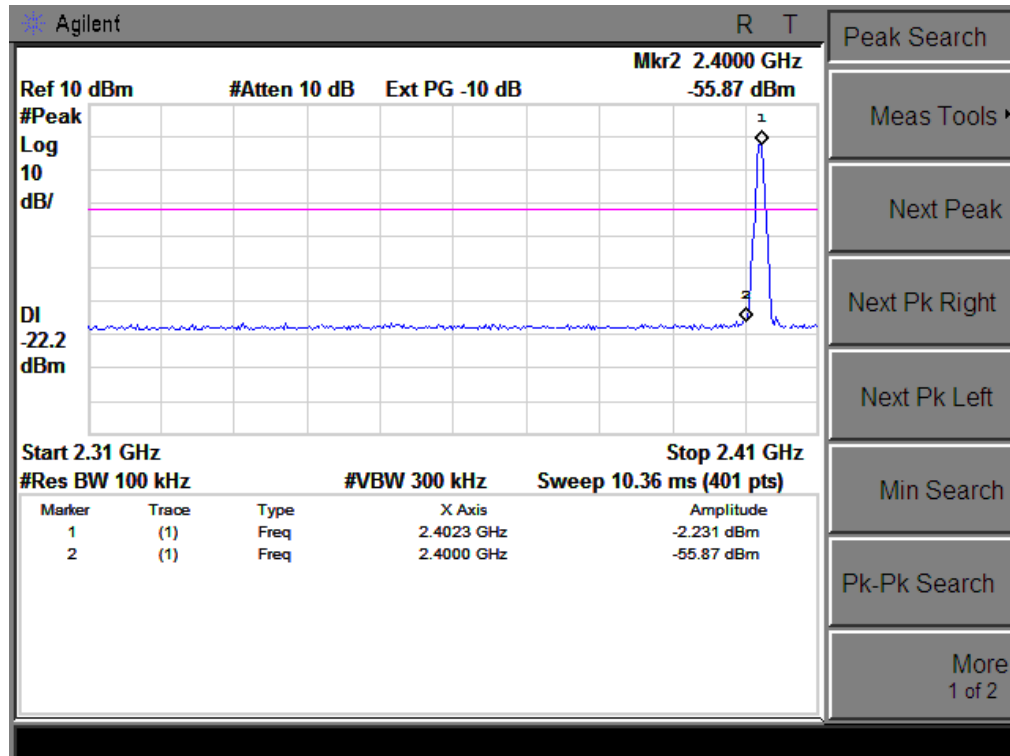 Agilent
R T
Peak Search
Mkr2 2.4000 GHz
Ref 10 dBm #Atten 10 dB Ext PG -10 dB -55.87 dBm
#Peak
Log
10
dB/
1
2
DI
-22.2
dBm
Start 2.31 GHz Stop 2.41 GHz
#Res BW 100 kHz #VBW 300 kHz Sweep 10.36 ms (401 pts)
Marker Trace Type X Axis Amplitude
1 (1) Freq 2.4023 GHz -2.231 dBm
2 (1) Freq 2.4000 GHz -55.87 dBm
Meas Tools
Next Peak
Next Pk Right
Next Pk Left
Min Search
Pk-Pk Search
More
1 of 2